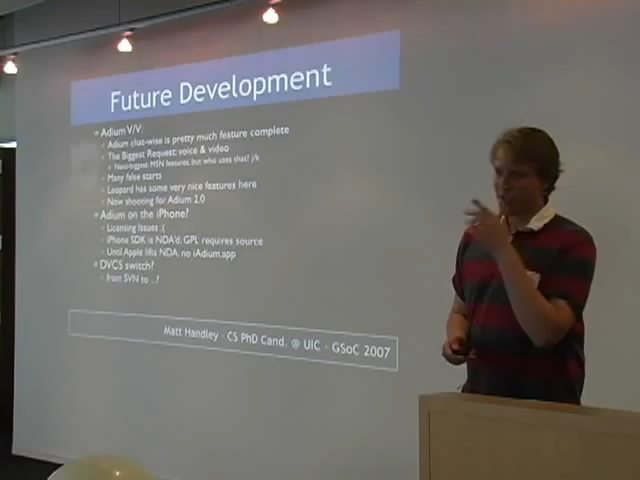 Future Development
Adium V/V:
Adium chat-wise is pretty much feature complete
The Biggest Request: voice & video
Next-biggest: MSN features, but who uses that? j/k
Many false starts
Leopard has some very nice features here
Now shooting for Adium 2.0
Adium on the iPhone?
Licensing Issues :(
iPhone SDK is NDA'd, GPL requires source
Until Apple lifts NDA, no iAdium.app
DVCS switch?
from SVN to ...?
Matt Handley - CS PhD Cand. @ UIC - GSoC 2007